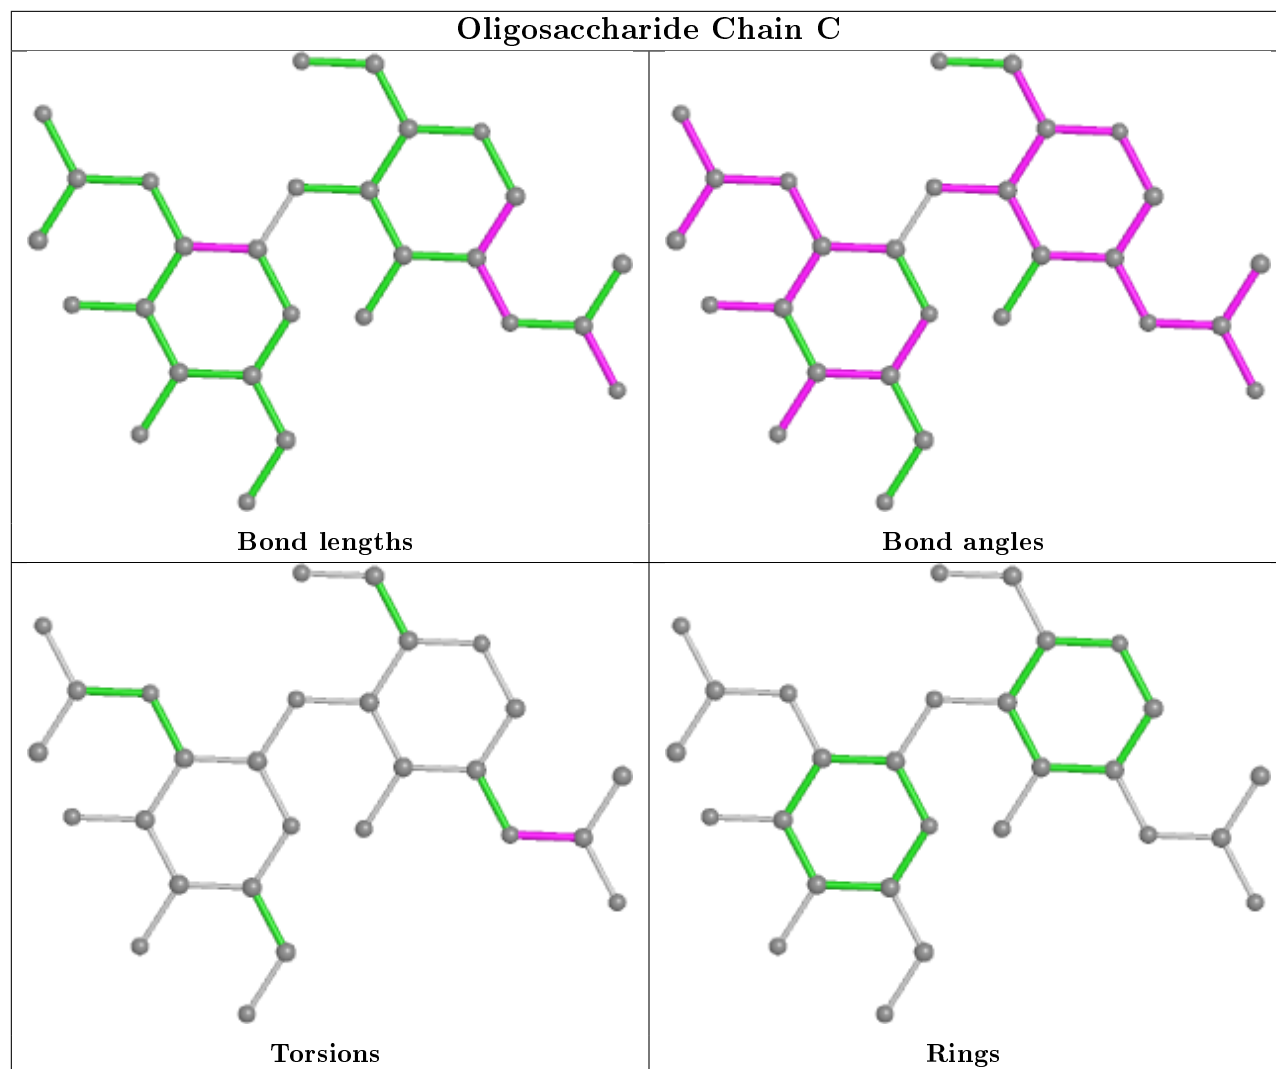 Oligosaccharide Chain C
Bond lengths
Bond angles
Torsions
Rings